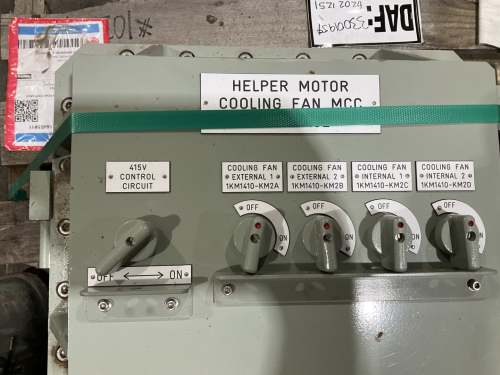 DAF:
HELPER MOTOR
COOLING FAN MCC
415V
CONTROL
CIRCUIT
COOLING FAN
EXTERNAL 1
1KM1410-KM2A
COOLING FAN
EXTERNAL 2
1KM1410-KM2B
COOLING FAN
INTERNAL 1
1KM1410-KM2C
COOLING FAN
INTERNAL 2
1KM1410-KM2D
OFF
ON
OFF
ON
OFF
ON
OFF
ON
OFF ON